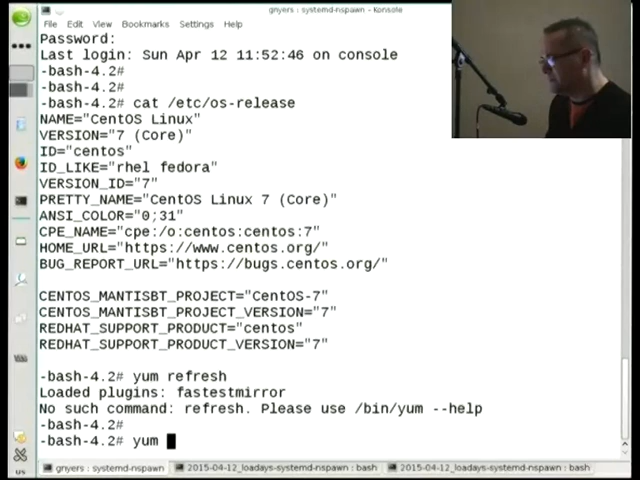 gnyers : systemd-nspawn - Konsole
File Edit View Bookmarks Settings Help
Password:
Last login: Sun Apr 12 11:52:46 on console
-bash-4.2#
-bash-4.2#
-bash-4.2# cat /etc/os-release
NAME="CentOS Linux"
VERSION="7 (Core)"
ID="centos"
ID_LIKE="rhel fedora"
VERSION_ID="7"
PRETTY_NAME="CentOS Linux 7 (Core)"
ANSI_COLOR="0;31"
CPE_NAME="cpe:/o:centos:centos:7"
HOME_URL="https://www.centos.org/"
BUG_REPORT_URL="https://bugs.centos.org/"
CENTOS_MANTISBT_PROJECT="CentOS-7"
CENTOS_MANTISBT_PROJECT_VERSION="7"
REDHAT_SUPPORT_PRODUCT="centos"
REDHAT_SUPPORT_PRODUCT_VERSION="7"
-bash-4.2# yum refresh
Loaded plugins: fastestmirror
No such command: refresh. Please use /bin/yum --help
-bash-4.2#
-bash-4.2# yum
us
gnyers : systemd-nspawn
2015-04-12_loadays-systemd-nspawn : bash
2015-04-12_loadays-systemd-nspawn : bash